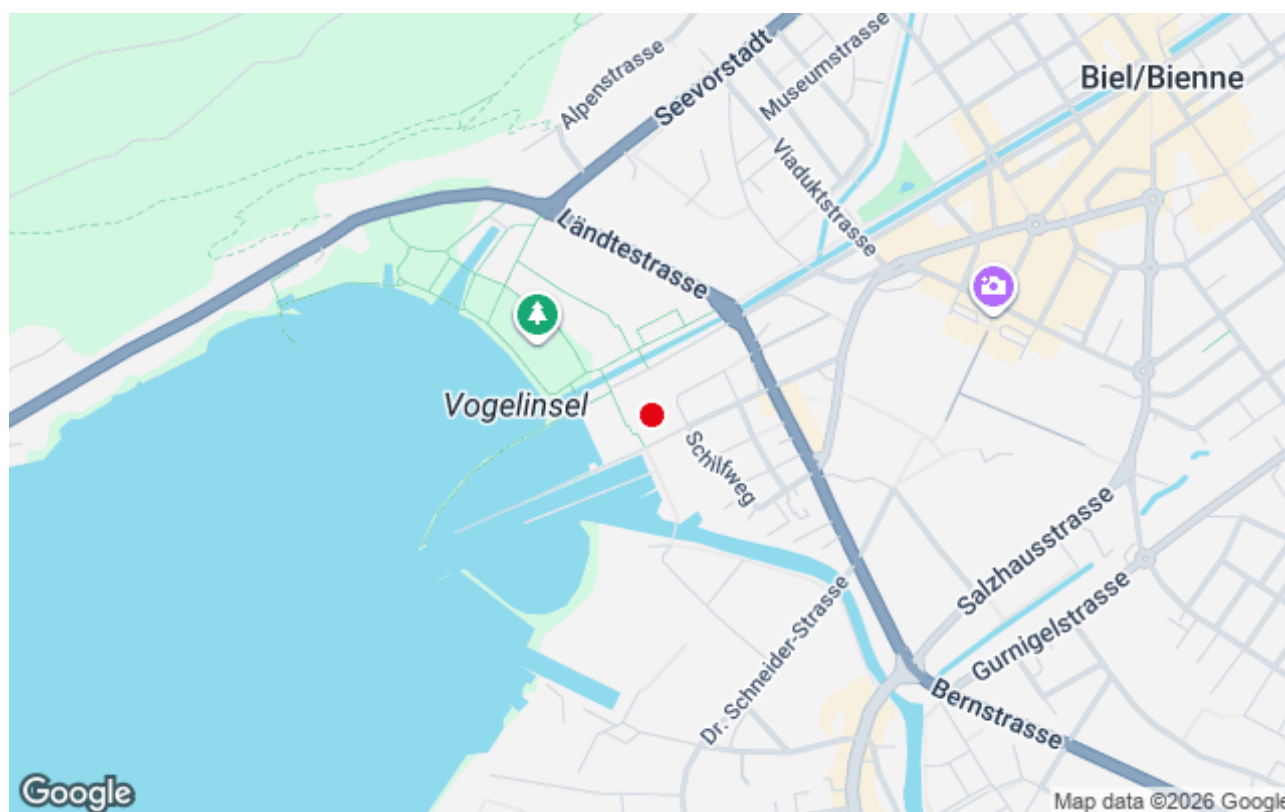 Biel/Bienne
Alpenstrasse
Seevorstadt
Museumstrasse
Viaduktstrasse
Ländtestrasse
Vogelinsel
Schilfweg
Salzhausstrasse
Gurnigelstrasse
Dr. Schneider-Strasse
Bernstrasse
Google
Map data ©2026 Google